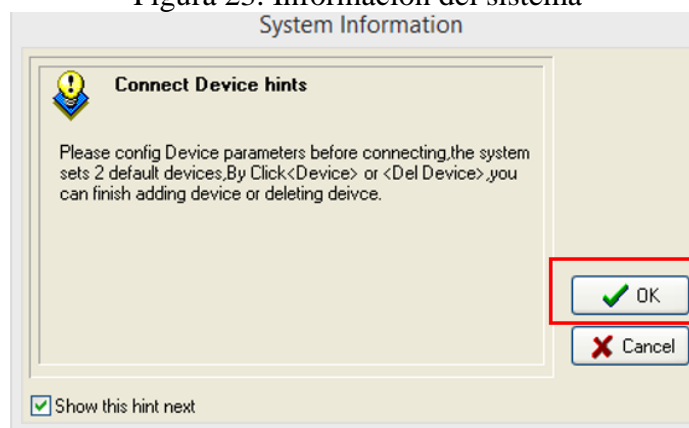 Figura 23. Información del sistema
System Information
Connect Device hints
Please config Device parameters before connecting,the system
sets 2 default devices,By Click<Device> or <Del Device>,you
can finish adding device or deleting deivce.
OK
Cancel
Show this hint next